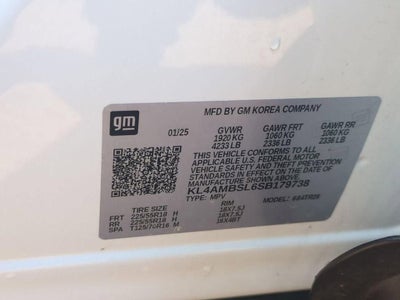 MFD BY GM KOREA COMPANY
gm 01/25 GVWR GAWR FRT GAWR RR
1920 KG 1060 KG 1060 KG
4233 LB 2336 LB 2336 LB
THIS VEHICLE CONFORMS TO ALL APPLICABLE U.S. FEDERAL MOTOR
VEHICLE SAFETY AND THEFT PREVENTION STANDARDS IN
EFFECT ON THE DATE OF MANUFACTURE SHOWN ABOVE.
KL4AMBSL6SB179738
TYPE: MPV MODEL:
TIRE SIZE RIM
FRT 225/55R18 H 18X7.5J
RR 225/55R18 H 18X7.5J
SPA T125/70R16 M 16X4BT